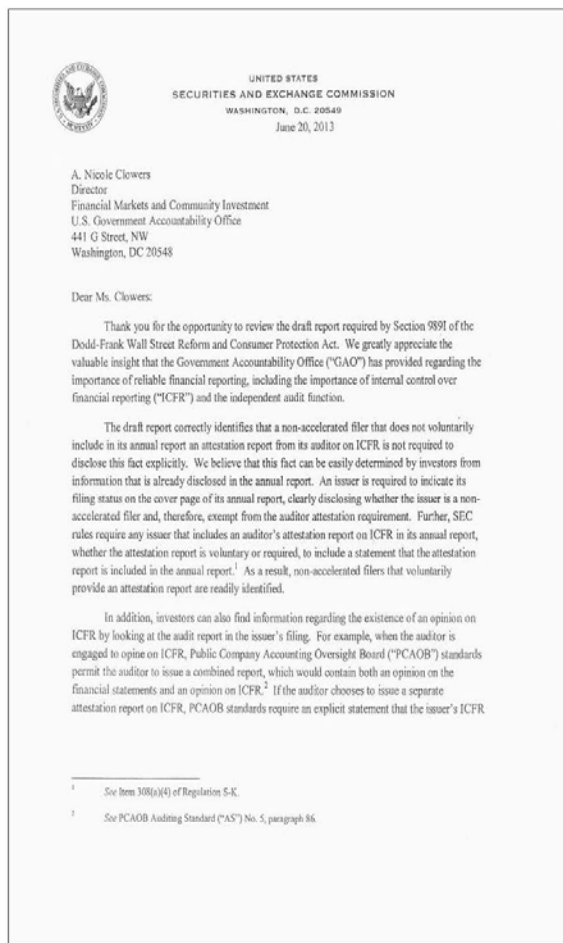 UNITED STATES
SECURITIES AND EXCHANGE COMMISSION
WASHINGTON, D.C. 20549
June 20, 2013
A. Nicole Clowers
Director
Financial Markets and Community Investment
U.S. Government Accountability Office
441 G Street, NW
Washington, DC 20548
Dear Ms. Clowers:
Thank you for the opportunity to review the draft report required by Section 989I of the
Dodd-Frank Wall Street Reform and Consumer Protection Act. We greatly appreciate the
valuable insight that the Government Accountability Office ("GAO") has provided regarding the
importance of reliable financial reporting, including the importance of internal control over
financial reporting ("ICFR") and the independent audit function.
The draft report correctly identifies that a non-accelerated filer that does not voluntarily
include in its annual report an attestation report from its auditor on ICFR is not required to
disclose this fact explicitly. We believe that this fact can be easily determined by investors from
information that is already disclosed in the annual report. An issuer is required to indicate its
filing status on the cover page of its annual report, clearly disclosing whether the issuer is a non-
accelerated filer and, therefore, exempt from the auditor attestation requirement. Further, SEC
rules require any issuer that includes an auditor's attestation report on ICFR in its annual report,
whether the attestation report is voluntary or required, to include a statement that the attestation
report is included in the annual report.1 As a result, non-accelerated filers that voluntarily
provide an attestation report are readily identified.
In addition, investors can also find information regarding the existence of an opinion on
ICFR by looking at the audit report in the issuer's filing. For example, when the auditor is
engaged to opine on ICFR, Public Company Accounting Oversight Board ("PCAOB") standards
permit the auditor to issue a combined report, which would contain both an opinion on the
financial statements and an opinion on ICFR.2 If the auditor chooses to issue a separate
attestation report on ICFR, PCAOB standards require an explicit statement that the issuer's ICFR
1 See Item 308(a)(4) of Regulation S-K.
2 See PCAOB Auditing Standard ("AS") No. 5, paragraph 86.